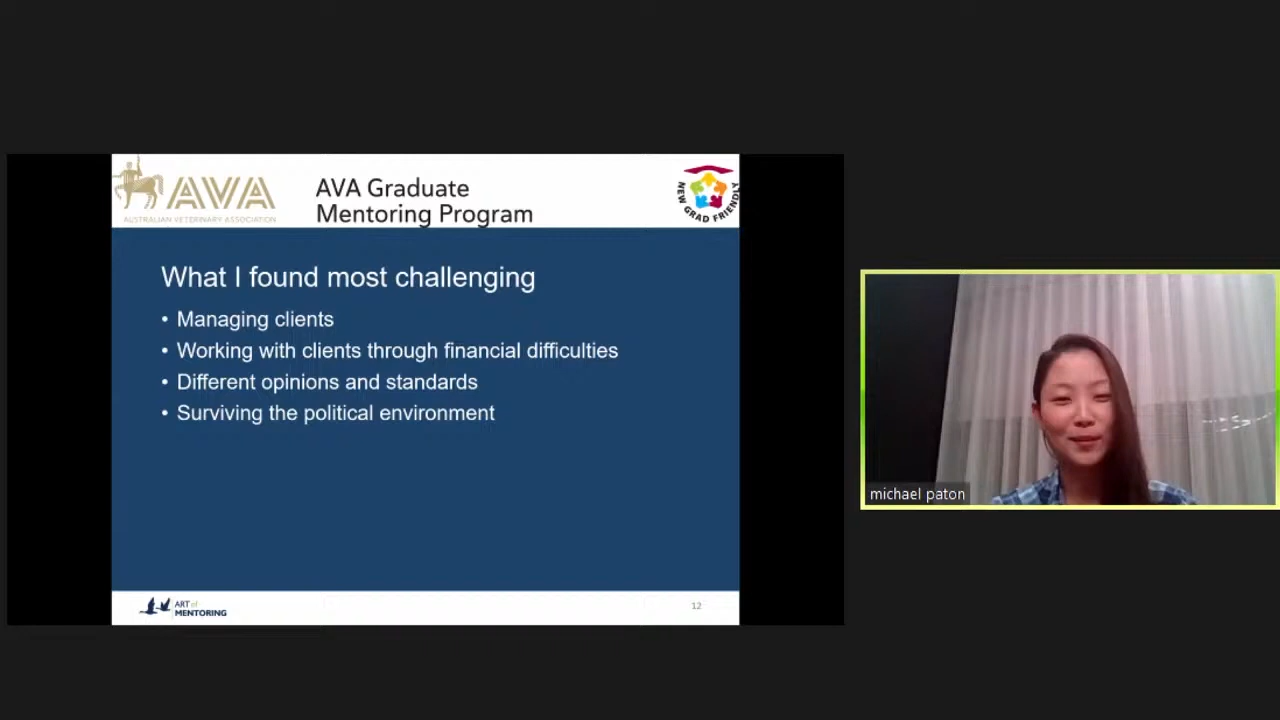 AVA
AUSTRALIAN VETERINARY ASSOCIATION
AVA Graduate
Mentoring Program
NEW GRAD FRIENDLY
What I found most challenging
• Managing clients
• Working with clients through financial difficulties
• Different opinions and standards
• Surviving the political environment
michael paton
ART of
MENTORING
12